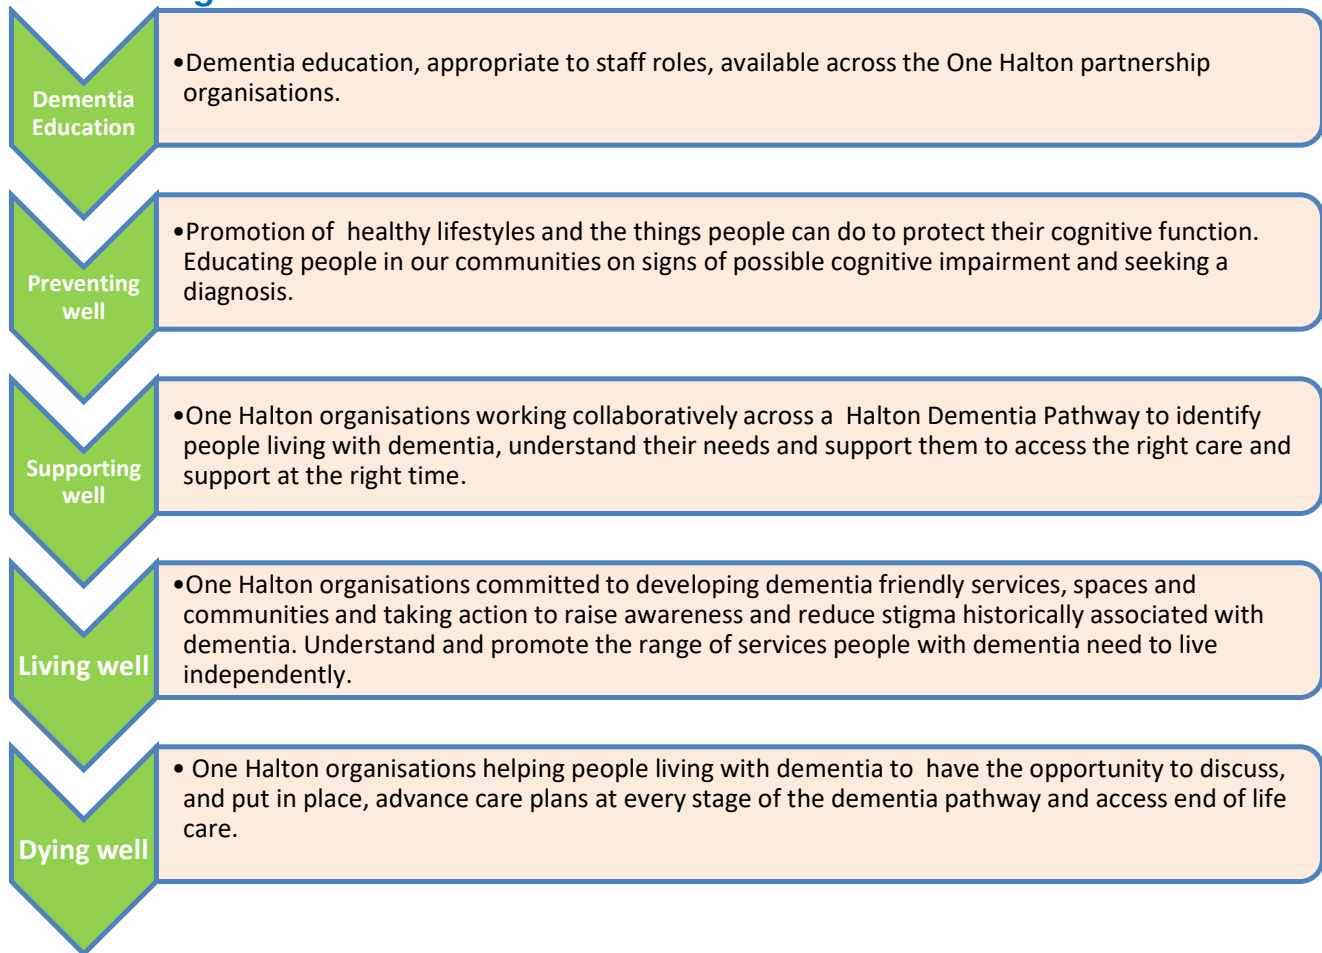 Dementia
Education
•Dementia education, appropriate to staff roles, available across the One Halton partnership
organisations.
Preventing
well
•Promotion of  healthy lifestyles and the things people can do to protect their cognitive function.
Educating people in our communities on signs of possible cognitive impairment and seeking a
diagnosis.
Supporting
well
•One Halton organisations working collaboratively across a  Halton Dementia Pathway to identify
people living with dementia, understand their needs and support them to access the right care and
support at the right time.
Living well
•One Halton organisations committed to developing dementia friendly services, spaces and
communities and taking action to raise awareness and reduce stigma historically associated with
dementia. Understand and promote the range of services people with dementia need to live
independently.
Dying well
• One Halton organisations helping people living with dementia to  have the opportunity to discuss,
and put in place, advance care plans at every stage of the dementia pathway and access end of life
care.